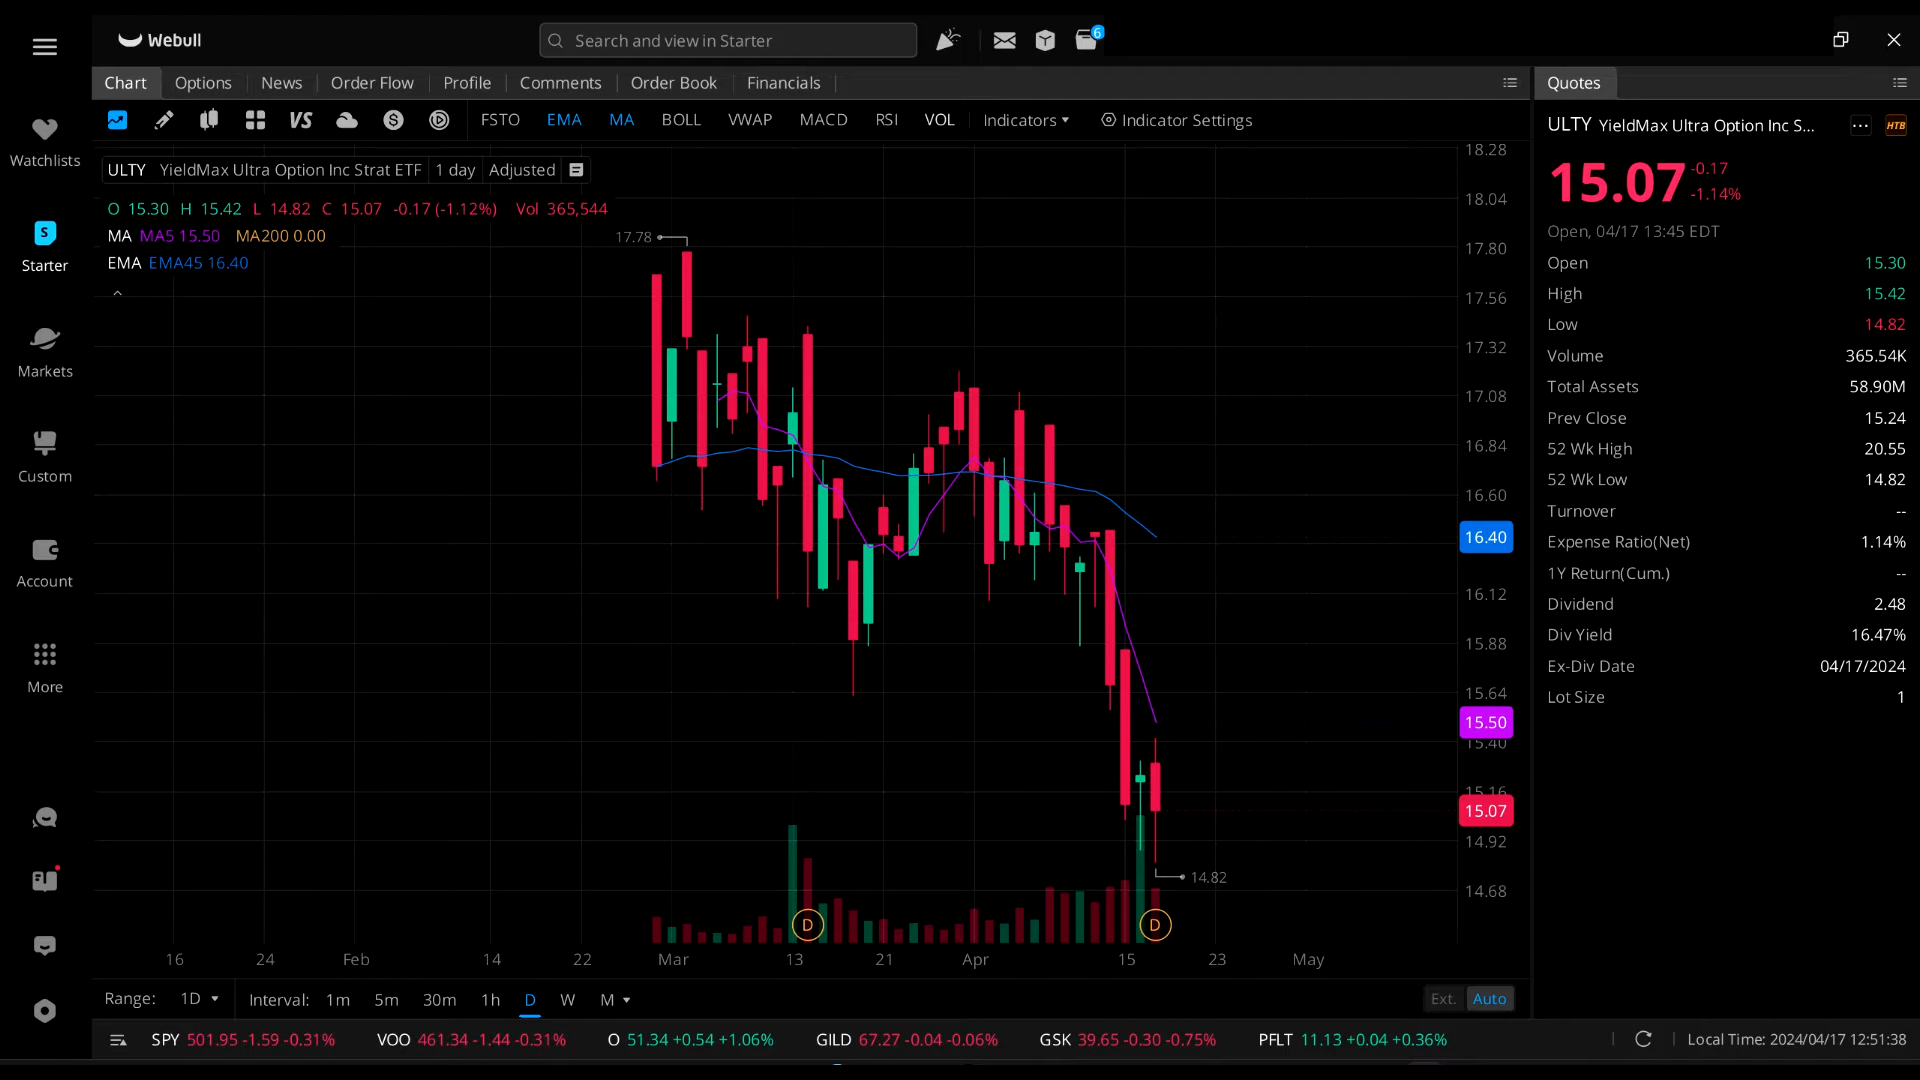 Webull
Search and view in Starter
6
Chart Options News Order Flow Profile Comments Order Book Financials
Quotes
VS FSTO EMA MA BOLL VWAP MACD RSI VOL Indicators Indicator Settings
Watchlists
S
Starter
Markets
Custom
Account
More
ULTY YieldMax Ultra Option Inc Strat ETF 1 day Adjusted
O 15.30 H 15.42 L 14.82 C 15.07 -0.17 (-1.12%) Vol 365,544
MA MA5 15.50 MA200 0.00
EMA EMA45 16.40
17.78
14.82
18.28
18.04
17.80
17.56
17.32
17.08
16.84
16.60
16.40
16.12
15.88
15.64
15.50
15.40
15.16
15.07
14.92
14.68
D D
16 24 Feb 14 22 Mar 13 21 Apr 15 23 May
Range: 1D Interval: 1m 5m 30m 1h D W M Ext. Auto
ULTY YieldMax Ultra Option Inc S... HTB
15.07 -0.17
-1.14%
Open, 04/17 13:45 EDT
Open 15.30
High 15.42
Low 14.82
Volume 365.54K
Total Assets 58.90M
Prev Close 15.24
52 Wk High 20.55
52 Wk Low 14.82
Turnover --
Expense Ratio(Net) 1.14%
1Y Return(Cum.) --
Dividend 2.48
Div Yield 16.47%
Ex-Div Date 04/17/2024
Lot Size 1
SPY 501.95 -1.59 -0.31% VOO 461.34 -1.44 -0.31% O 51.34 +0.54 +1.06% GILD 67.27 -0.04 -0.06% GSK 39.65 -0.30 -0.75% PFLT 11.13 +0.04 +0.36% Local Time: 2024/04/17 12:51:38